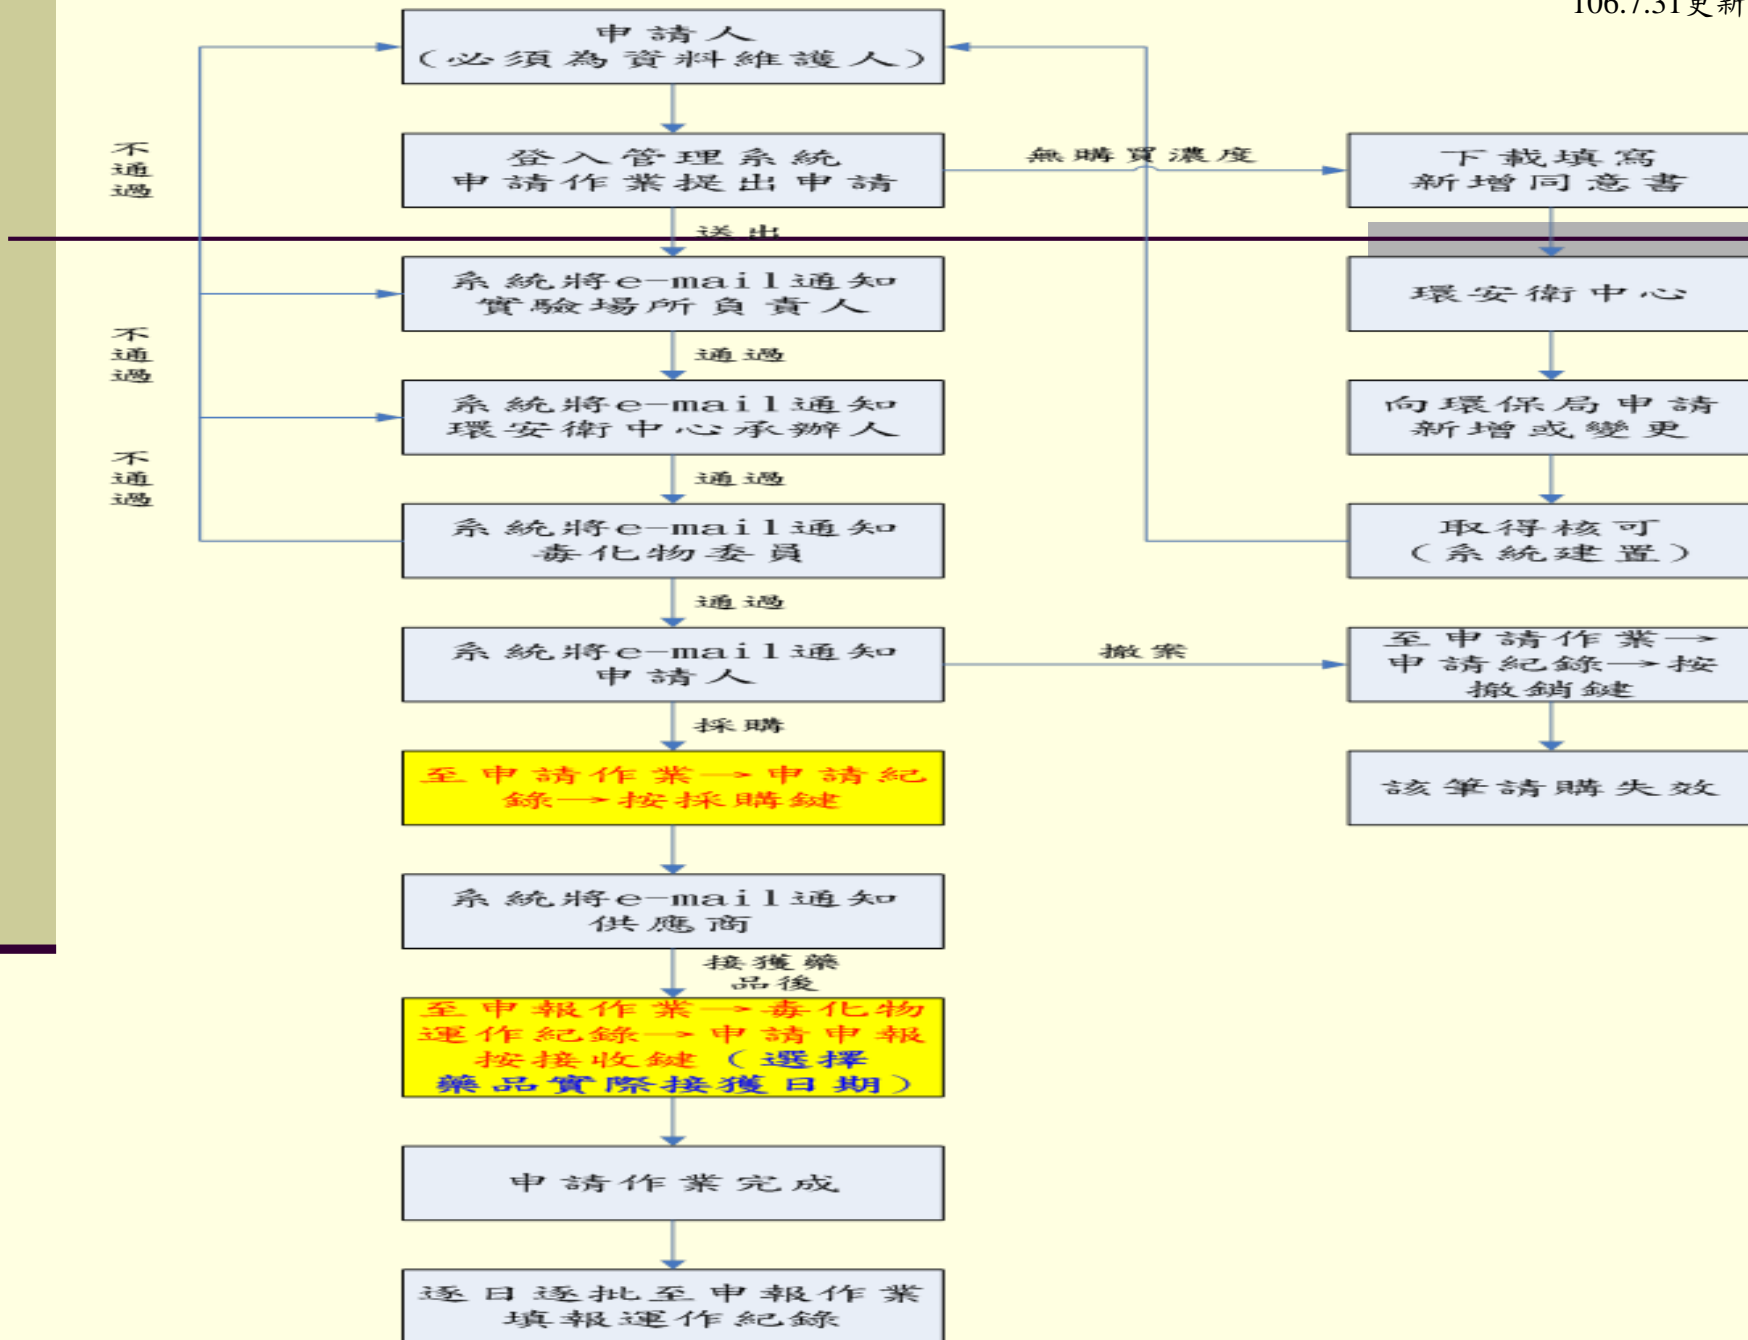 106.7.31更新
申請人
(必須為資料維護人)
登入管理系統
申請作業提出申請
無購買濃度
下載填寫
新增同意書
不通過
送出
系統將e-mail通知
實驗場所負責人
環安衛中心
不通過
通過
系統將e-mail通知
環安衛中心承辦人
向環保局申請
新增或變更
不通過
通過
系統將e-mail通知
毒化物委員
取得核可
(系統建置)
通過
系統將e-mail通知
申請人
撤案
至申請作業→
申請紀錄→按
撤銷鍵
採購
至申請作業→申請紀
錄→按採購鍵
該筆請購失效
系統將e-mail通知
供應商
接獲藥
品後
至申報作業→毒化物
運作紀錄→申請申報
按接收鍵(選擇
藥品實際接獲日期)
申請作業完成
逐日逐批至申報作業
填報運作紀錄